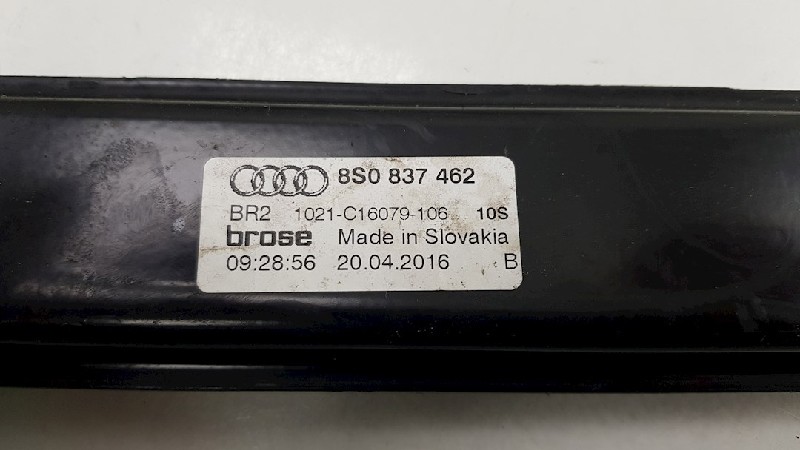 8S0 837 462
BR2 1021-C16079-106 10S
brose Made in Slovakia
09:28:56 20.04.2016 B